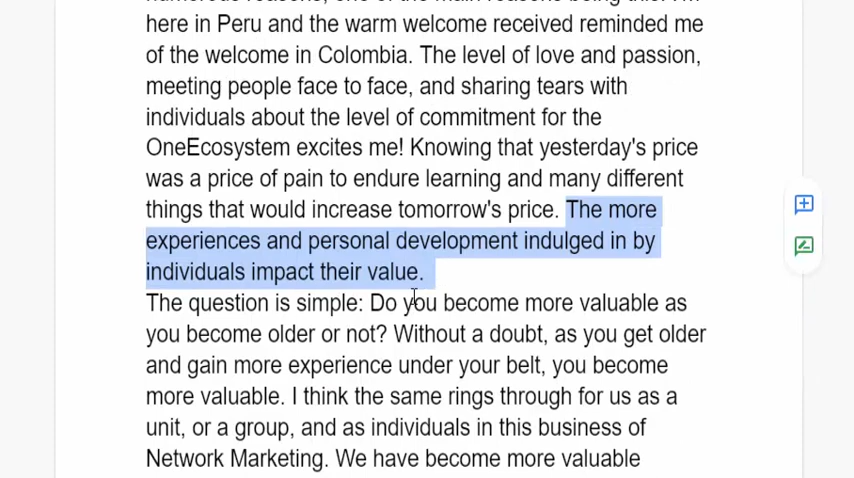 numerous reasons, one of the main reasons being this. I'm
here in Peru and the warm welcome received reminded me
of the welcome in Colombia. The level of love and passion,
meeting people face to face, and sharing tears with
individuals about the level of commitment for the
OneEcosystem excites me! Knowing that yesterday's price
was a price of pain to endure learning and many different
things that would increase tomorrow's price. The more
experiences and personal development indulged in by
individuals impact their value.
The question is simple: Do you become more valuable as
you become older or not? Without a doubt, as you get older
and gain more experience under your belt, you become
more valuable. I think the same rings through for us as a
unit, or a group, and as individuals in this business of
Network Marketing. We have become more valuable